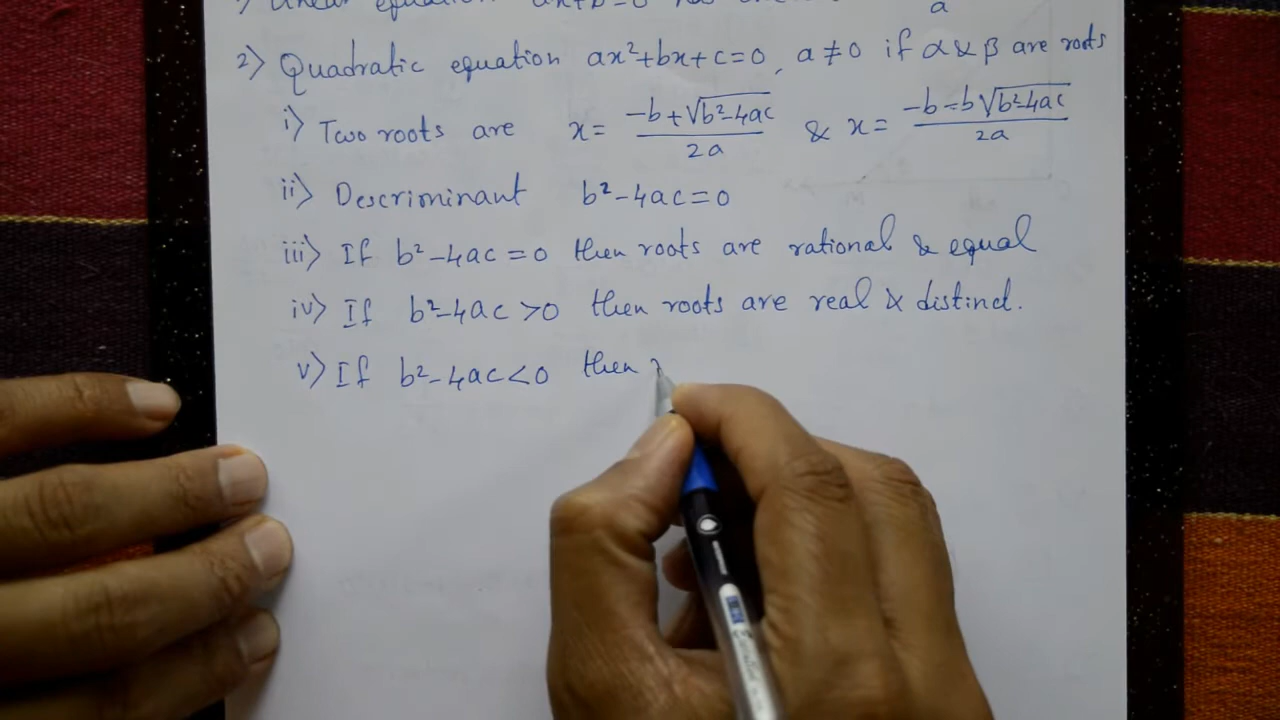 a
2) Quadratic equation ax²+bx+c=0, a≠0 if α & β are roots
i) Two roots are x= -b+√b²-4ac / 2a & x= -b-b√b²-4ac / 2a
ii) Descriminant b²-4ac=0
iii) If b²-4ac=0 then roots are rational & equal
iv) If b²-4ac>0 then roots are real & distinct.
v) If b²-4ac<0 then